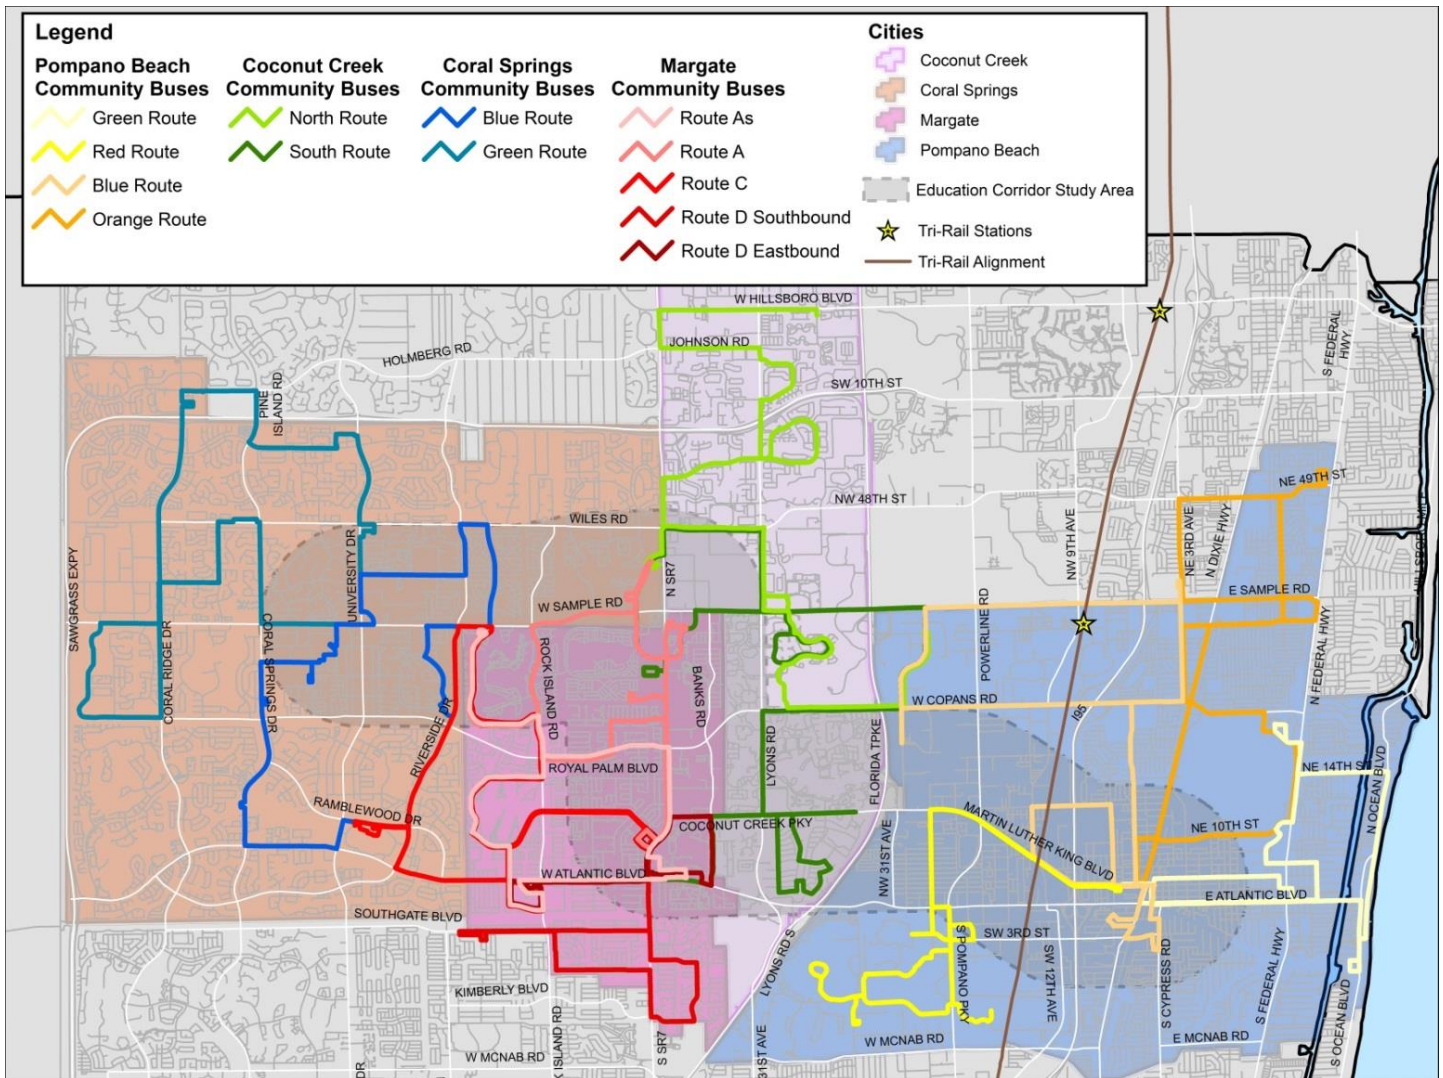 Legend
Pompano Beach
Community Buses
Green Route
Red Route
Blue Route
Orange Route
Coconut Creek
Community Buses
North Route
South Route
Coral Springs
Community Buses
Blue Route
Green Route
Margate
Community Buses
Route As
Route A
Route C
Route D Southbound
Route D Eastbound
Cities
Coconut Creek
Coral Springs
Margate
Pompano Beach
Education Corridor Study Area
Tri-Rail Stations
Tri-Rail Alignment
W HILLSBORO BLVD
JOHNSON RD
HOLMBERG RD
S FEDERAL
HWY
SW 10TH ST
PINE
ISLAND RD
NE 49TH ST
NW 48TH ST
WILES RD
SAWGRASS EXPY
UNIVERSITY DR
N SR7
NW 9TH AVE
NE 3RD AVE
N DIXIE HWY
E SAMPLE RD
W SAMPLE RD
CORAL RIDGE DR
CORAL SPRINGS DR
ROCK ISLAND RD
BANKS RD
POWERLINE RD
N FEDERAL HWY
W COPANS RD
RIVERSIDE DR
I95
LYONS RD
FLORIDA TPKE
ROYAL PALM BLVD
NE 14TH ST
N OCEAN BLVD
RAMBLEWOOD DR
COCONUT CREEK PKY
MARTIN LUTHER KING BLVD
NE 10TH ST
NW 31ST AVE
W ATLANTIC BLVD
E ATLANTIC BLVD
SOUTHGATE BLVD
SW 3RD ST
LYONS RD S
S POMPANO PKY
SW 12TH AVE
S CYPRESS RD
S FEDERAL HWY
S OCEAN BLVD
KIMBERLY BLVD
W MCNAB RD
S SR7
W MCNAB RD
E MCNAB RD
ISLAND RD
31ST AVE
DR